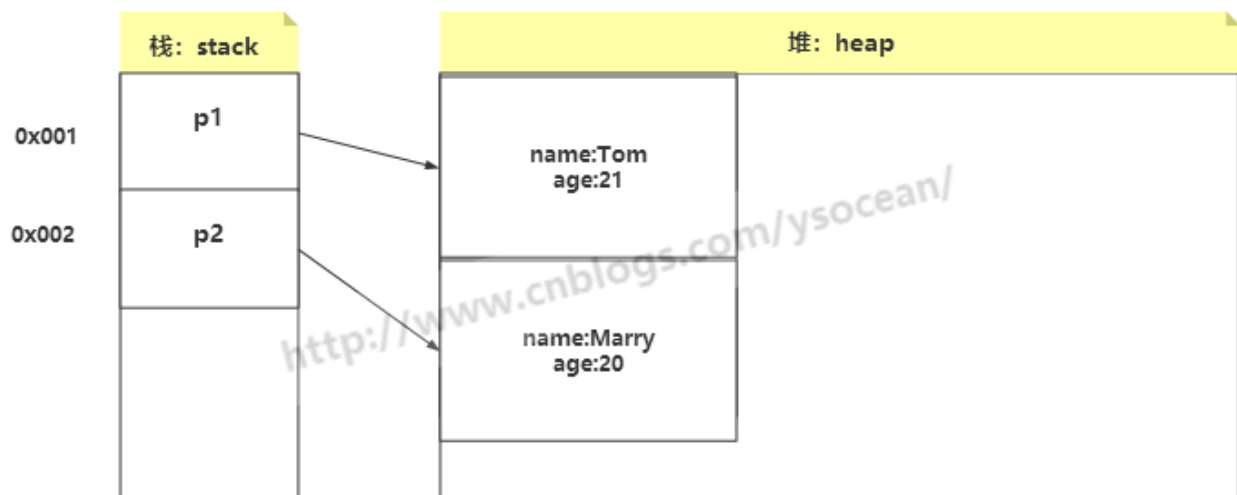 栈：stack
堆：heap
0x001
p1
name:Tom
age:21
0x002
p2
name:Marry
age:20
http://www.cnblogs.com/ysocean/